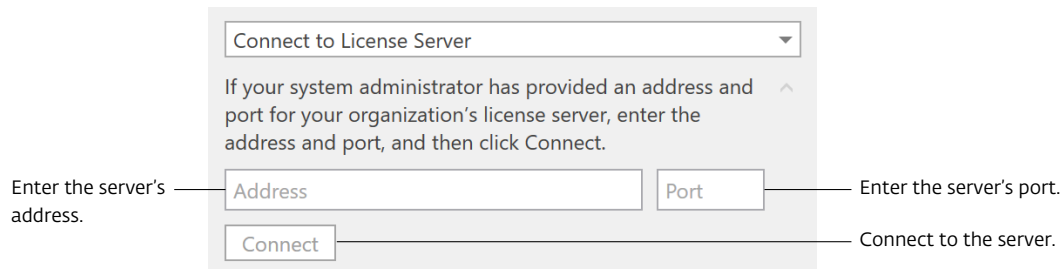 Connect to License Server
If your system administrator has provided an address and
port for your organization's license server, enter the
address and port, and then click Connect.
Enter the server's
address.
Address
Port
Enter the server's port.
Connect
Connect to the server.